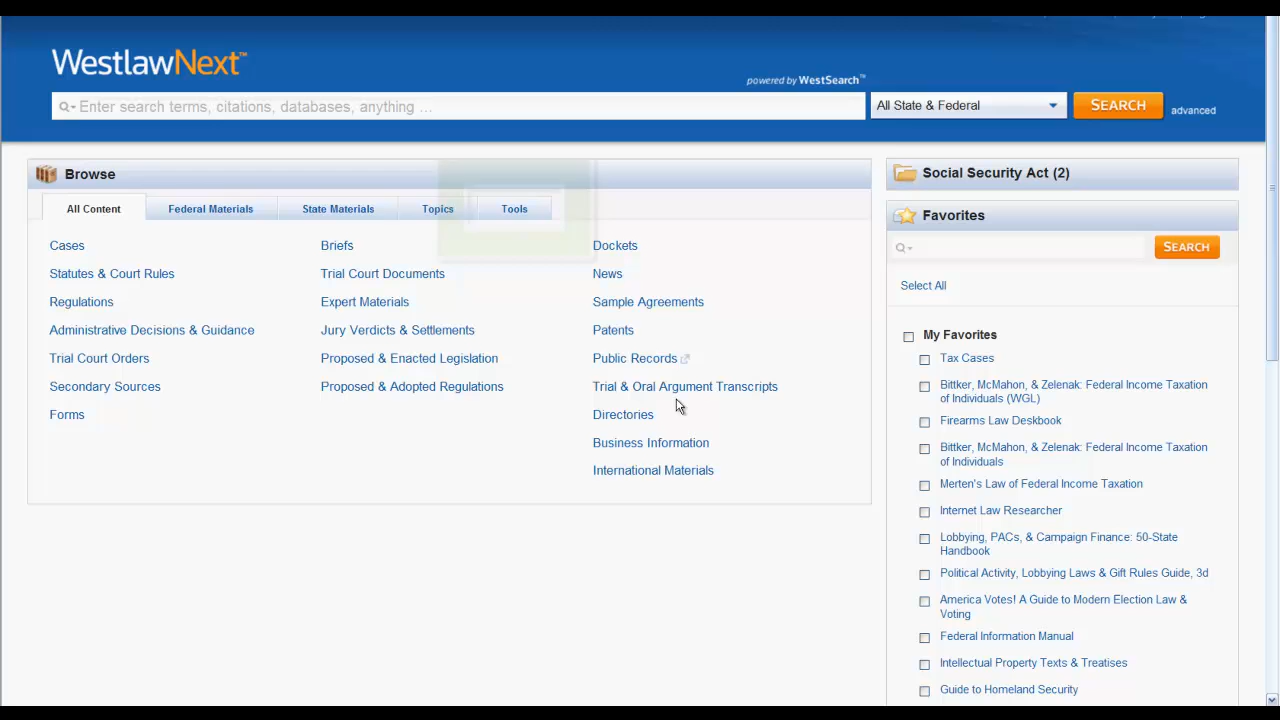 WestlawNext™
powered by WestSearch™
Enter search terms, citations, databases, anything ...
All State & Federal
SEARCH
advanced
Browse
All Content
Federal Materials
State Materials
Topics
Tools
Cases
Statutes & Court Rules
Regulations
Administrative Decisions & Guidance
Trial Court Orders
Secondary Sources
Forms
Briefs
Trial Court Documents
Expert Materials
Jury Verdicts & Settlements
Proposed & Enacted Legislation
Proposed & Adopted Regulations
Dockets
News
Sample Agreements
Patents
Public Records
Trial & Oral Argument Transcripts
Directories
Business Information
International Materials
Social Security Act (2)
Favorites
SEARCH
Select All
My Favorites
Tax Cases
Bittker, McMahon, & Zelenak: Federal Income Taxation
of Individuals (WGL)
Firearms Law Deskbook
Bittker, McMahon, & Zelenak: Federal Income Taxation
of Individuals
Merten's Law of Federal Income Taxation
Internet Law Researcher
Lobbying, PACs, & Campaign Finance: 50-State
Handbook
Political Activity, Lobbying Laws & Gift Rules Guide, 3d
America Votes! A Guide to Modern Election Law &
Voting
Federal Information Manual
Intellectual Property Texts & Treatises
Guide to Homeland Security